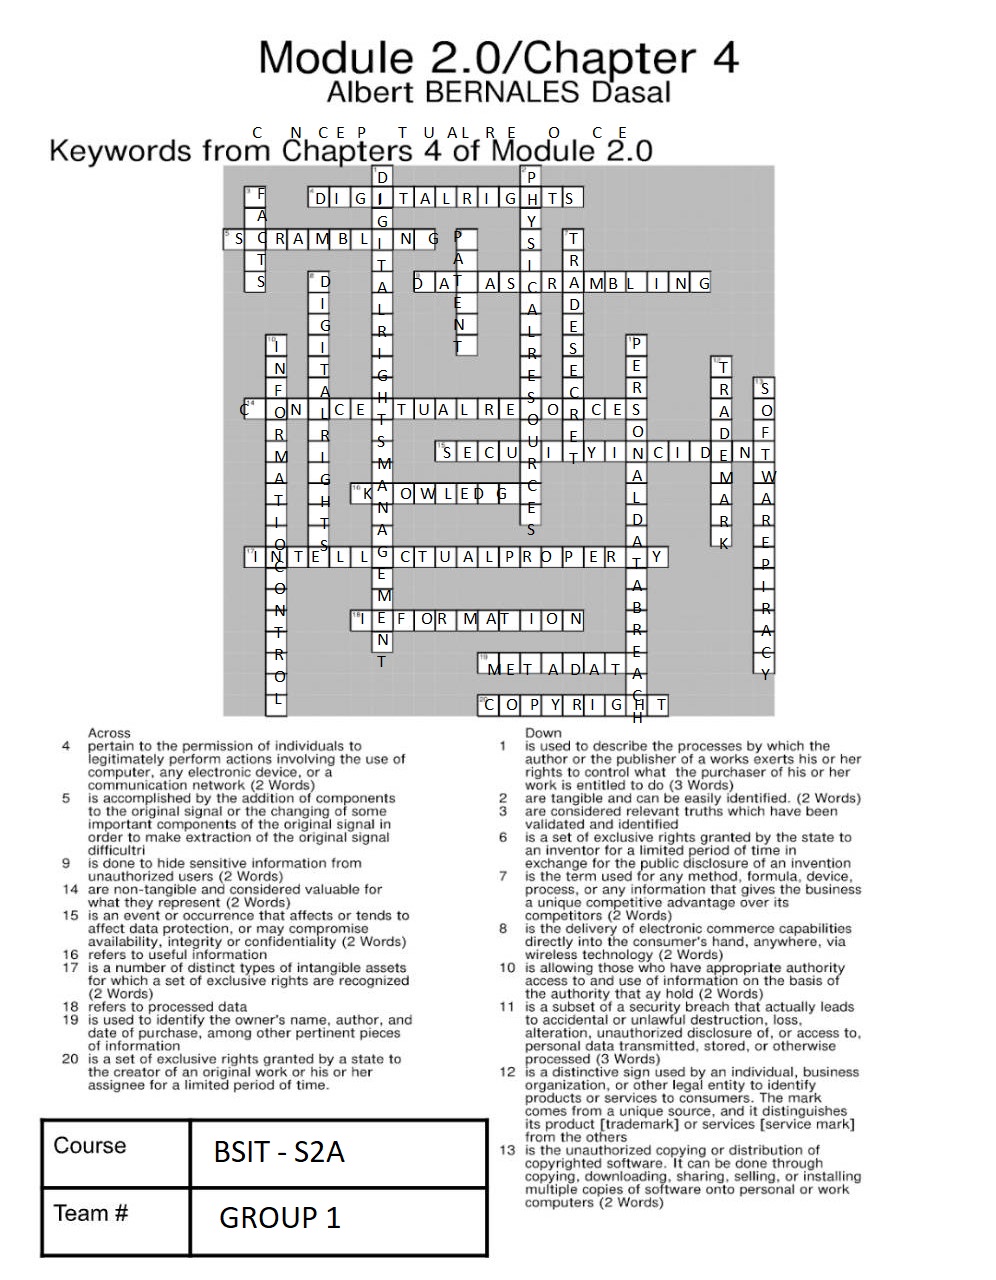 Module 2.0/Chapter 4
Albert BERNALES Dasal
C N C E P T U A L R E O C E
Keywords from Chapters 4 of Module 2.0
D I G I T A L R I G H T S
S C R A M B L I N G
D A T A S C R A M B L I N G
C N C E T U A L R E O C E S
S E C U I T Y I N C I D E N T
K O W L E D G
I N T E L L C T U A L P R O P E R Y
I F O R M A T I O N
M E T A D A T
C O P Y R I G H T
D I G I T A L R I G H T S M A N A G E M E N T
P H Y S I C A L R E S O U R C E S
F A C T S
P A T E N T
T R A D E S E C R E T
D I G I T A L R I G H T S
I N F O R M A T I O C O N T R O L
P E R S O N A L D A T A B R E A C H
T R A D E M A R K
S O F T W A R E P I R A C Y
Across
4 pertain to the permission of individuals to
legitimately perform actions involving the use of
computer, any electronic device, or a
communication network (2 Words)
5 is accomplished by the addition of components
to the original signal or the changing of some
important components of the original signal in
order to make extraction of the original signal
difficultri
9 is done to hide sensitive information from
unauthorized users (2 Words)
14 are non-tangible and considered valuable for
what they represent (2 Words)
15 is an event or occurrence that affects or tends to
affect data protection, or may compromise
availability, integrity or confidentiality (2 Words)
16 refers to useful information
17 is a number of distinct types of intangible assets
for which a set of exclusive rights are recognized
(2 Words)
18 refers to processed data
19 is used to identify the owner's name, author, and
date of purchase, among other pertinent pieces
of information
20 is a set of exclusive rights granted by a state to
the creator of an original work or his or her
assignee for a limited period of time.
Down
1 is used to describe the processes by which the
author or the publisher of a works exerts his or her
rights to control what the purchaser of his or her
work is entitled to do (3 Words)
2 are tangible and can be easily identified. (2 Words)
3 are considered relevant truths which have been
validated and identified
6 is a set of exclusive rights granted by the state to
an inventor for a limited period of time in
exchange for the public disclosure of an invention
7 is the term used for any method, formula, device,
process, or any information that gives the business
a unique competitive advantage over its
competitors (2 Words)
8 is the delivery of electronic commerce capabilities
directly into the consumer's hand, anywhere, via
wireless technology (2 Words)
10 is allowing those who have appropriate authority
access to and use of information on the basis of
the authority that ay hold (2 Words)
11 is a subset of a security breach that actually leads
to accidental or unlawful destruction, loss,
alteration, unauthorized disclosure of, or access to,
personal data transmitted, stored, or otherwise
processed (3 Words)
12 is a distinctive sign used by an individual, business
organization, or other legal entity to identify
products or services to consumers. The mark
comes from a unique source, and it distinguishes
its product [trademark] or services [service mark]
from the others
13 is the unauthorized copying or distribution of
copyrighted software. It can be done through
copying, downloading, sharing, selling, or installing
multiple copies of software onto personal or work
computers (2 Words)
Course BSIT - S2A
Team # GROUP 1